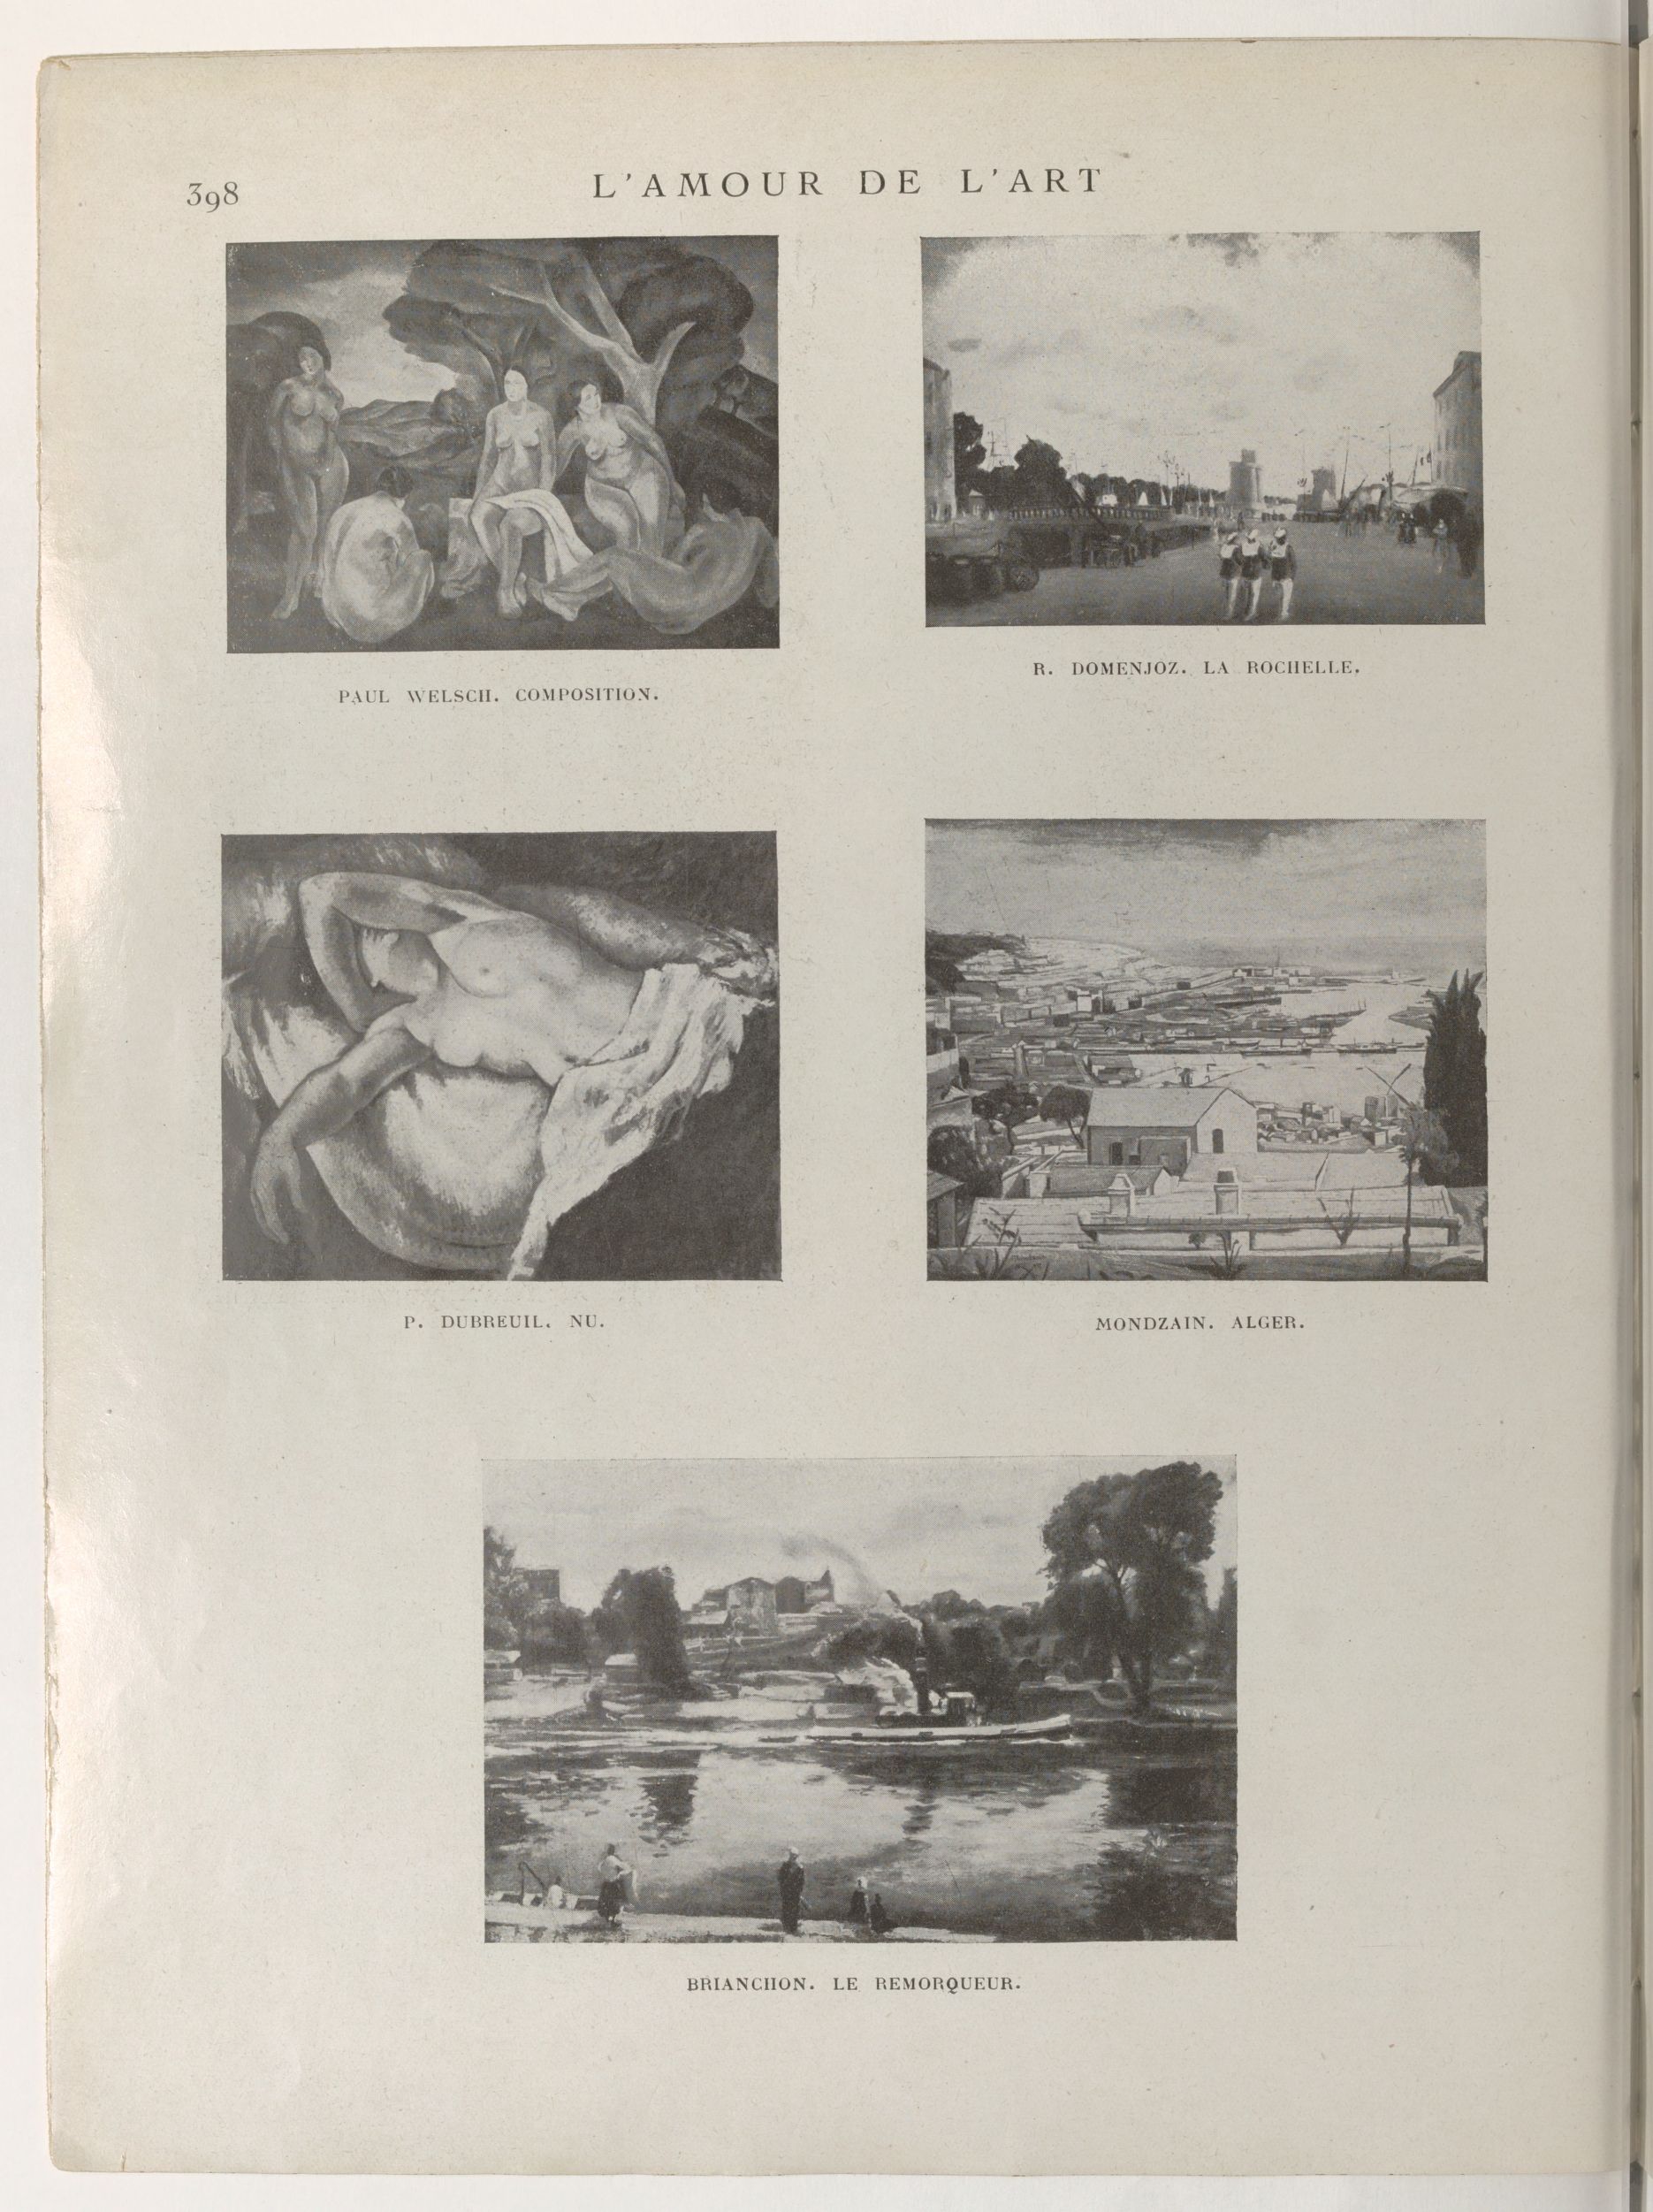 398
L'AMOUR DE L'ART
PAUL WELSCH. COMPOSITION.
R. DOMENJOZ. LA ROCHELLE.
P. DUBREUIL. NU.
MONDZAIN. ALGER.
BRIANCHON. LE REMORQUEUR.